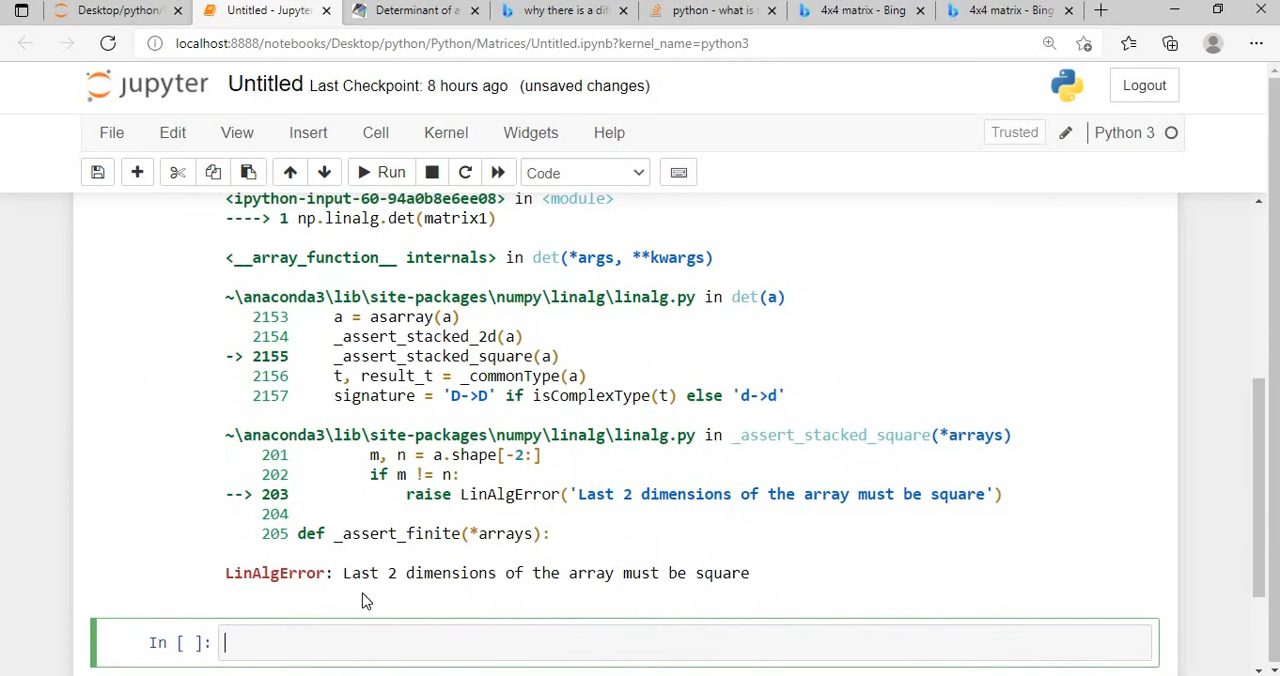 Desktop/python/
Untitled - Jupyter
Determinant of a
why there is a dif
python - what is
4x4 matrix - Bing
4x4 matrix - Bing
localhost:8888/notebooks/Desktop/python/Python/Matrices/Untitled.ipynb?kernel_name=python3
jupyter Untitled Last Checkpoint: 8 hours ago (unsaved changes)
Logout
File Edit View Insert Cell Kernel Widgets Help
Trusted
Python 3
Run
Code
<ipython-input-60-94a0b8e6ee08> in <module>
----> 1 np.linalg.det(matrix1)
<__array_function__ internals> in det(*args, **kwargs)
~\anaconda3\lib\site-packages\numpy\linalg\linalg.py in det(a)
2153 a = asarray(a)
2154 _assert_stacked_2d(a)
-> 2155 _assert_stacked_square(a)
2156 t, result_t = _commonType(a)
2157 signature = 'D->D' if isComplexType(t) else 'd->d'
~\anaconda3\lib\site-packages\numpy\linalg\linalg.py in _assert_stacked_square(*arrays)
201 m, n = a.shape[-2:]
202 if m != n:
--> 203 raise LinAlgError('Last 2 dimensions of the array must be square')
204
205 def _assert_finite(*arrays):
LinAlgError: Last 2 dimensions of the array must be square
In [ ]: